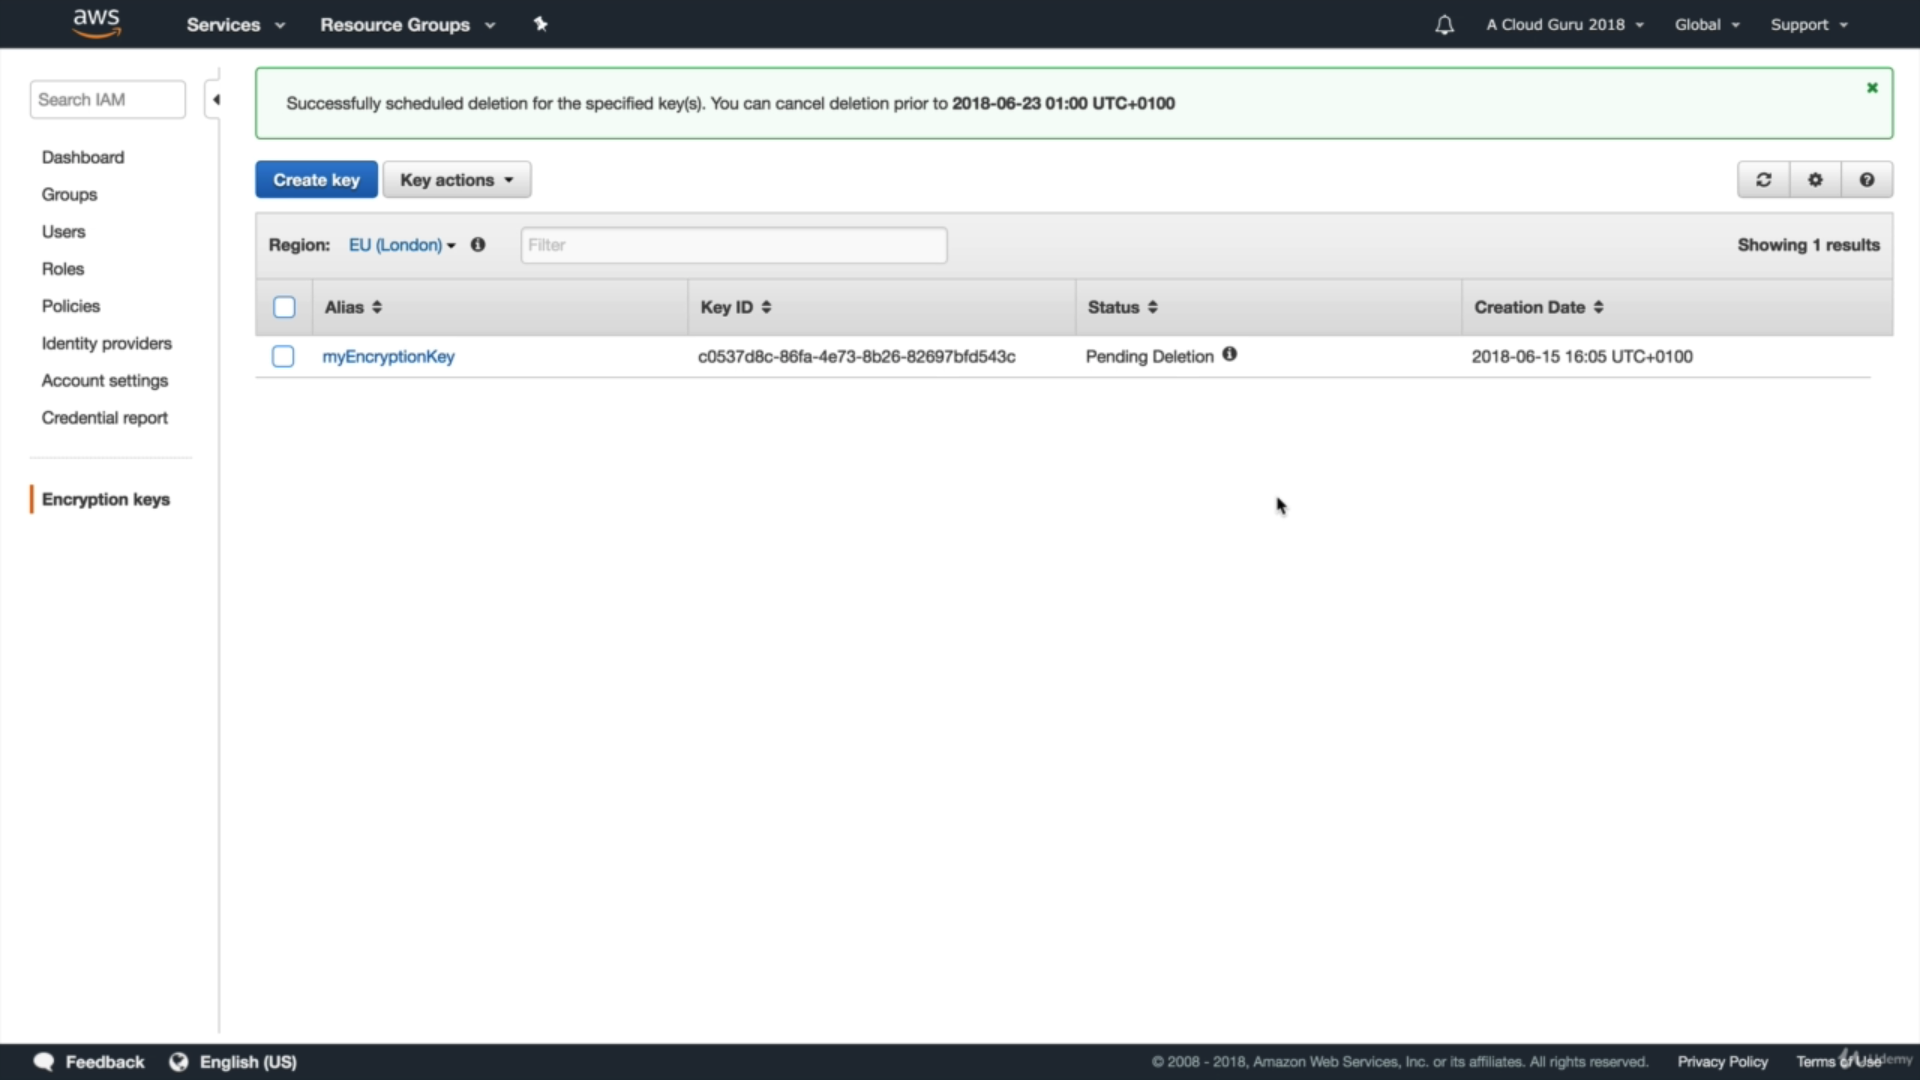 aws Services Resource Groups A Cloud Guru 2018 Global Support
Search IAM
Successfully scheduled deletion for the specified key(s). You can cancel deletion prior to 2018-06-23 01:00 UTC+0100
Dashboard
Groups
Users
Roles
Policies
Identity providers
Account settings
Credential report
Encryption keys
Create key Key actions
Region: EU (London) Filter Showing 1 results
Alias Key ID Status Creation Date
myEncryptionKey c0537d8c-86fa-4e73-8b26-82697bfd543c Pending Deletion 2018-06-15 16:05 UTC+0100
Feedback English (US) © 2008 - 2018, Amazon Web Services, Inc. or its affiliates. All rights reserved. Privacy Policy Terms of Use
Udemy